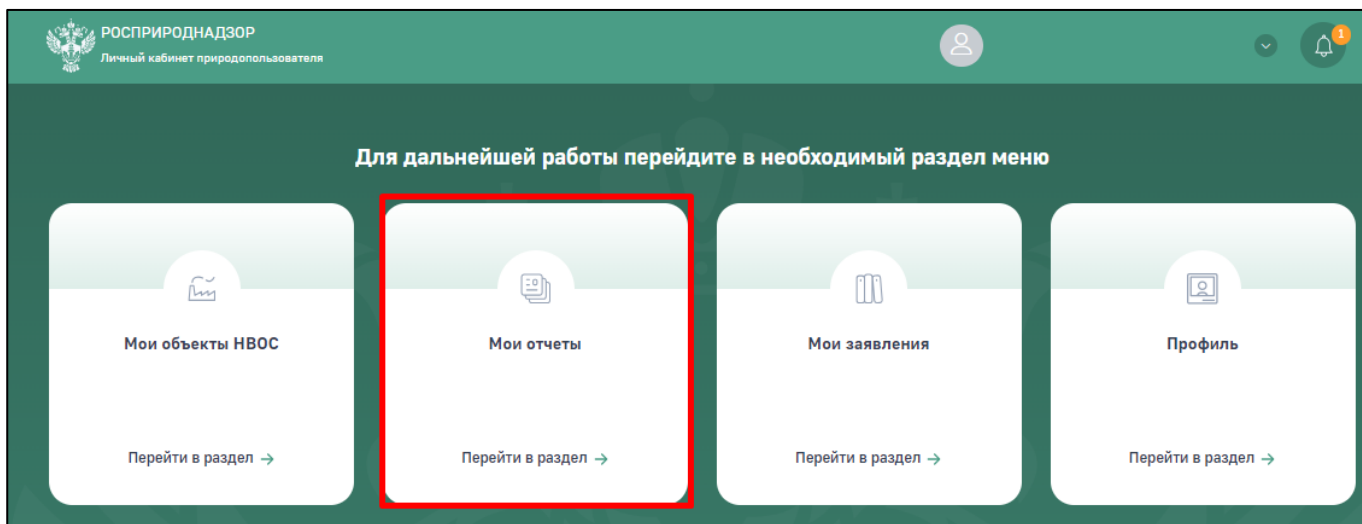 РОСПРИРОДНАДЗОР
Личный кабинет природопользователя
1
Для дальнейшей работы перейдите в необходимый раздел меню
Мои объекты НВОС
Мои отчеты
Мои заявления
Профиль
Перейти в раздел →
Перейти в раздел →
Перейти в раздел →
Перейти в раздел →